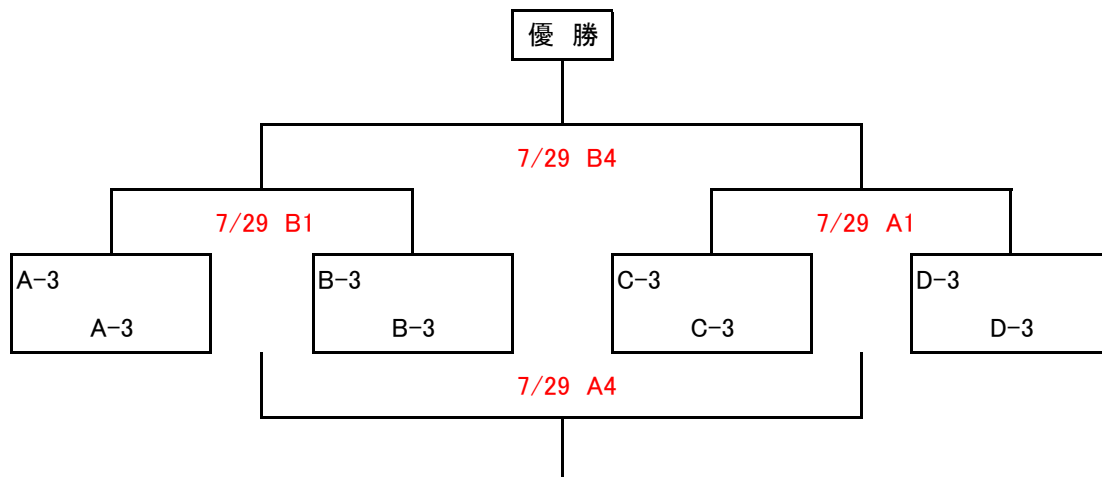 優 勝
7/29 B4
7/29 B1
7/29 A1
A-3
B-3
C-3
D-3
A-3
B-3
C-3
D-3
7/29 A4